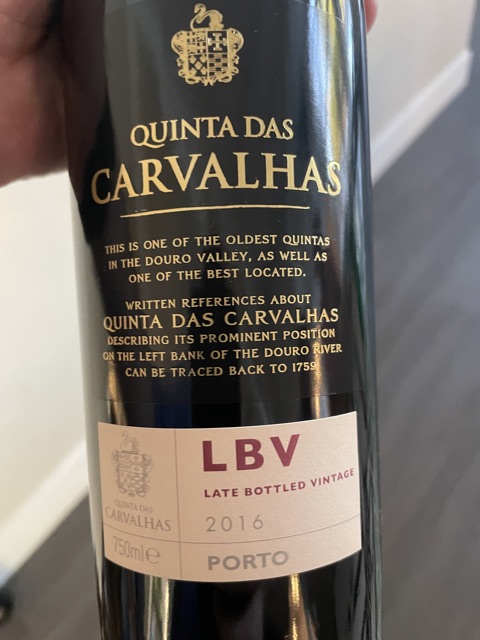 QUINTA DAS
CARVALHAS
THIS IS ONE OF THE OLDEST QUINTAS
IN THE DOURO VALLEY, AS WELL AS
ONE OF THE BEST LOCATED.
WRITTEN REFERENCES ABOUT
QUINTA DAS CARVALHAS
DESCRIBING ITS PROMINENT POSITION
ON THE LEFT BANK OF THE DOURO RIVER
CAN BE TRACED BACK TO 1759
QUINTA DAS
CARVALHAS
750ml℮
LBV
LATE BOTTLED VINTAGE
2016
PORTO